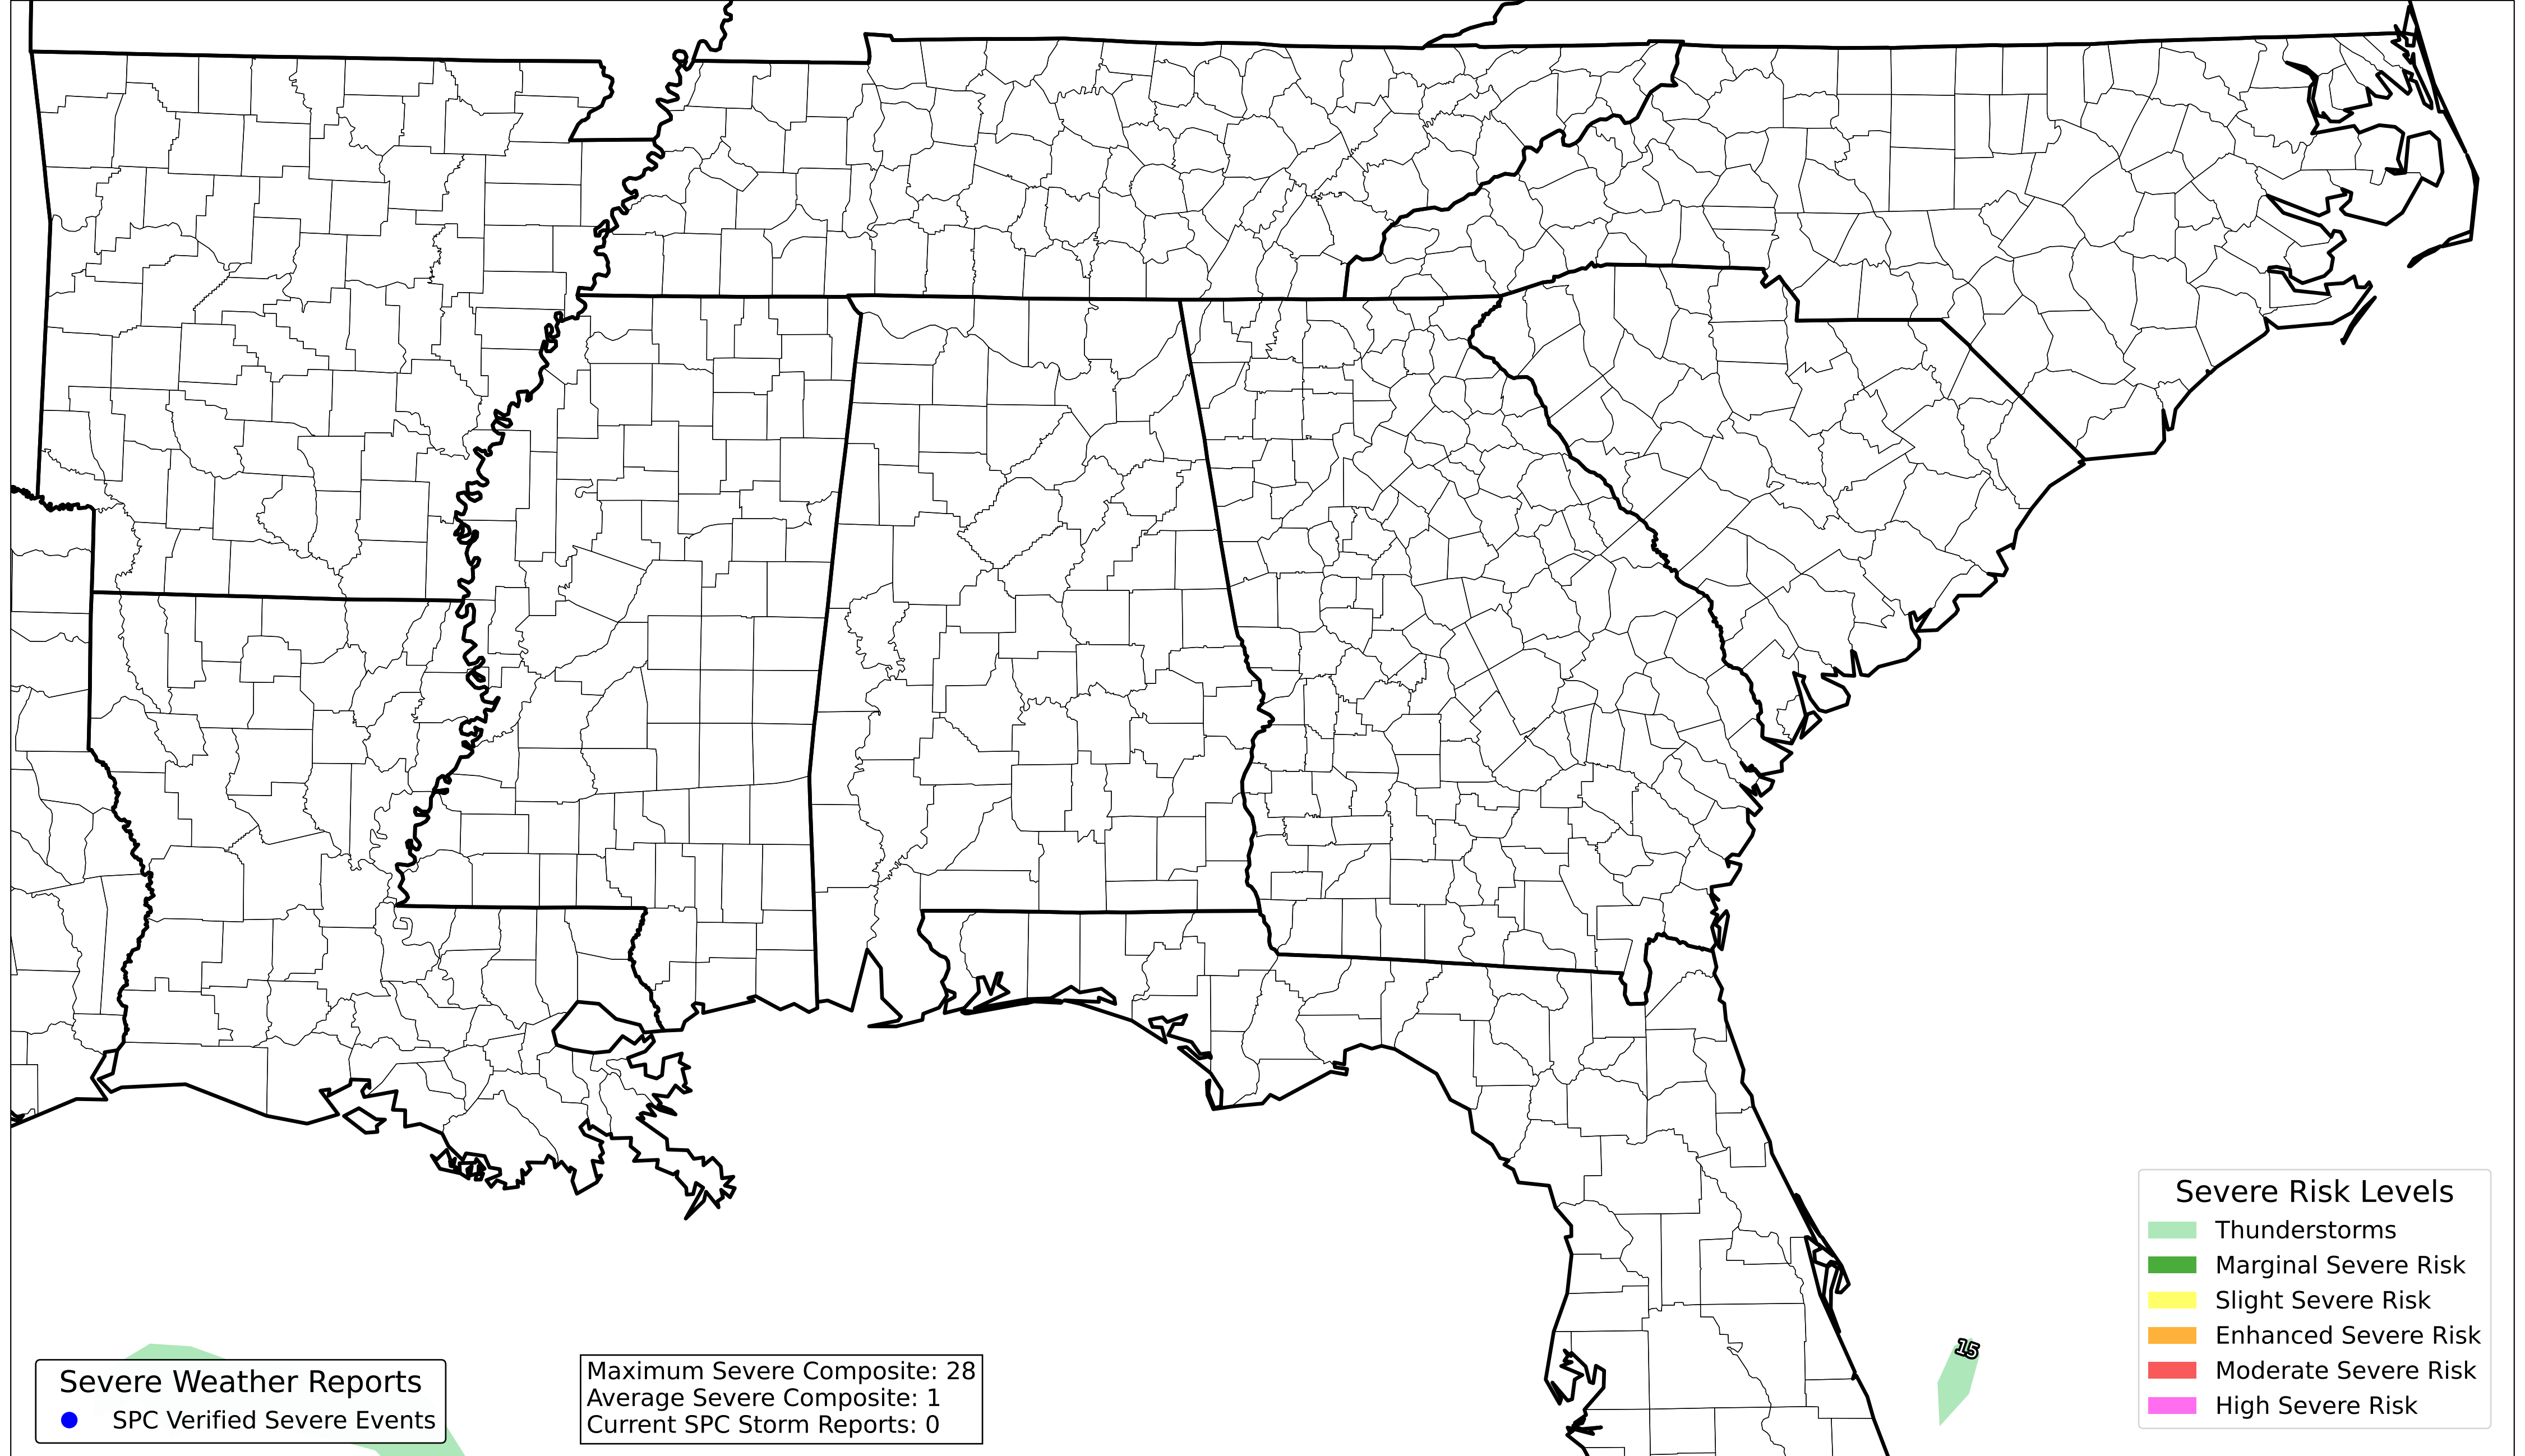 15
Severe Weather Reports
SPC Verified Severe Events
Maximum Severe Composite: 28
Average Severe Composite: 1
Current SPC Storm Reports: 0
Severe Risk Levels
Thunderstorms
Marginal Severe Risk
Slight Severe Risk
Enhanced Severe Risk
Moderate Severe Risk
High Severe Risk